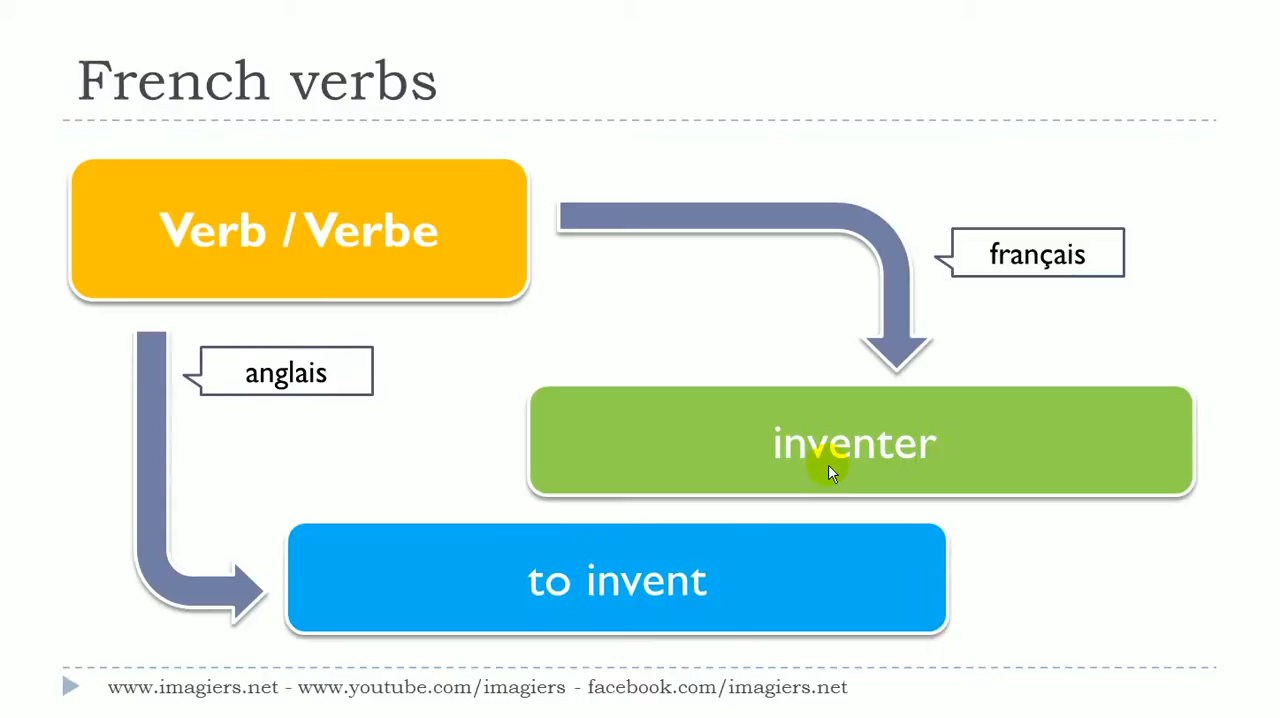 French verbs
Verb / Verbe
français
anglais
inventer
to invent
www.imagiers.net - www.youtube.com/imagiers - facebook.com/imagiers.net